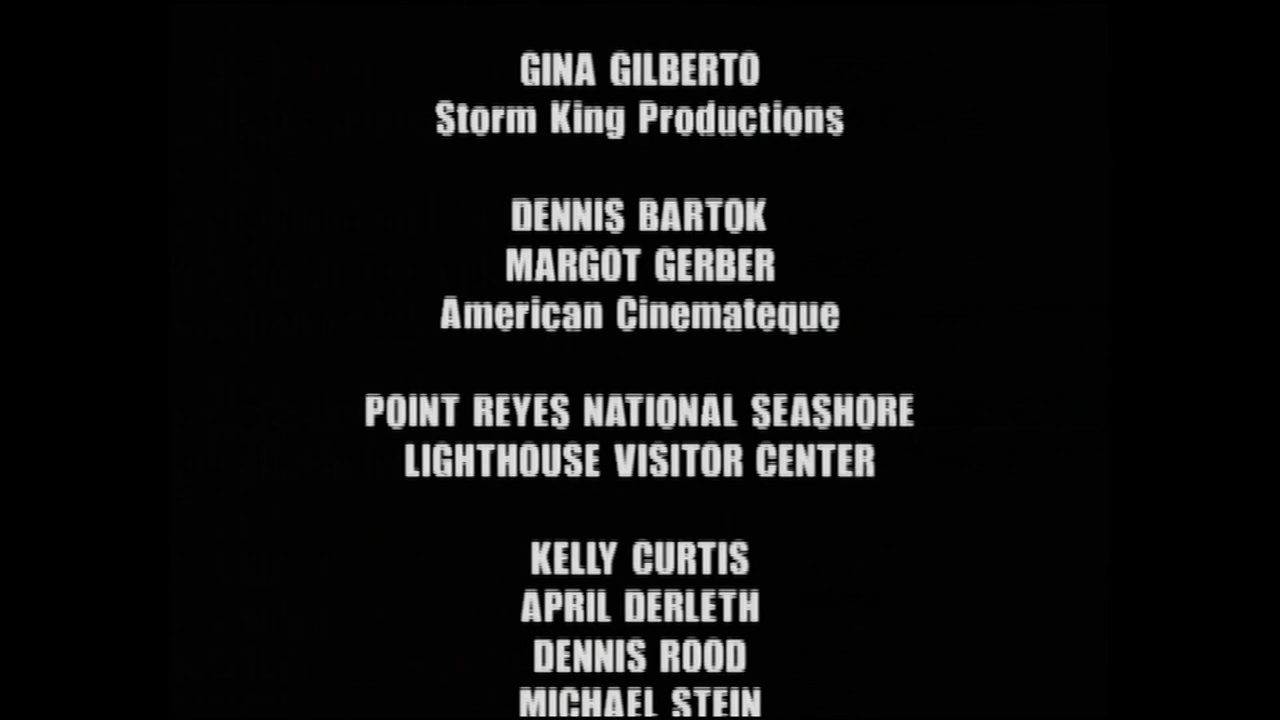 GINA GILBERTO
Storm King Productions
DENNIS BARTOK
MARGOT GERBER
American Cinemateque
POINT REYES NATIONAL SEASHORE
LIGHTHOUSE VISITOR CENTER
KELLY CURTIS
APRIL DERLETH
DENNIS ROOD
MICHAEL STEIN